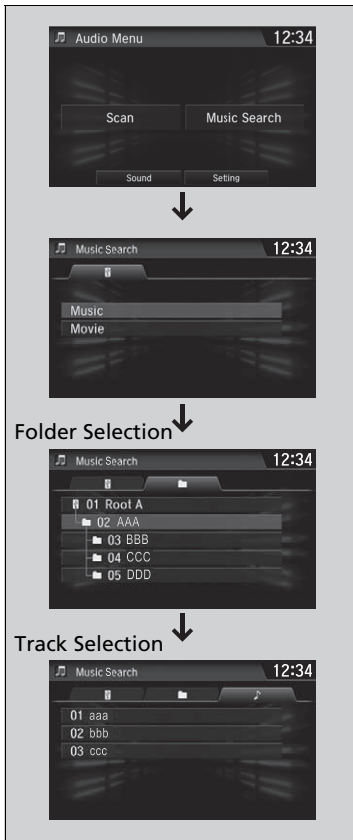 Audio Menu 12:34
Scan Music Search
Sound Setting
Music Search 12:34
Music
Movie
Folder Selection
Music Search 12:34
01 Root A
02 AAA
03 BBB
04 CCC
05 DDD
Track Selection
Music Search 12:34
01 aaa
02 bbb
03 ccc